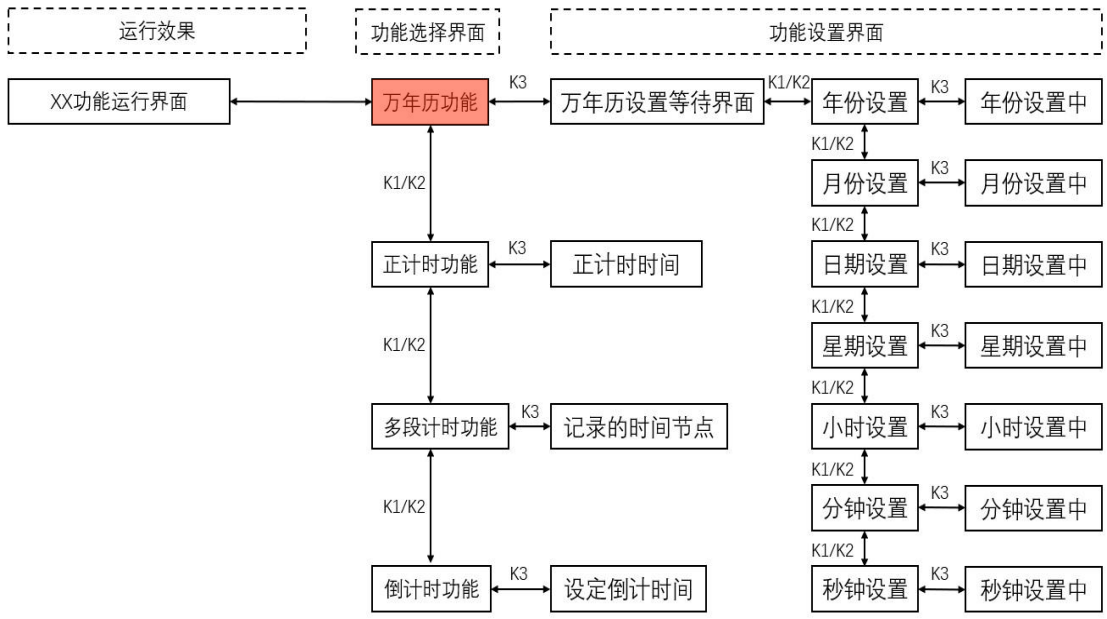 运行效果
功能选择界面
功能设置界面
XX功能运行界面
万年历功能
K3
万年历设置等待界面
K1/K2
年份设置
K3
年份设置中
K1/K2
K1/K2
月份设置
K3
月份设置中
K1/K2
正计时功能
K3
正计时时间
日期设置
K3
日期设置中
K1/K2
K1/K2
星期设置
K3
星期设置中
K1/K2
多段计时功能
K3
记录的时间节点
小时设置
K3
小时设置中
K1/K2
K1/K2
分钟设置
K3
分钟设置中
K1/K2
倒计时功能
K3
设定倒计时间
秒钟设置
K3
秒钟设置中